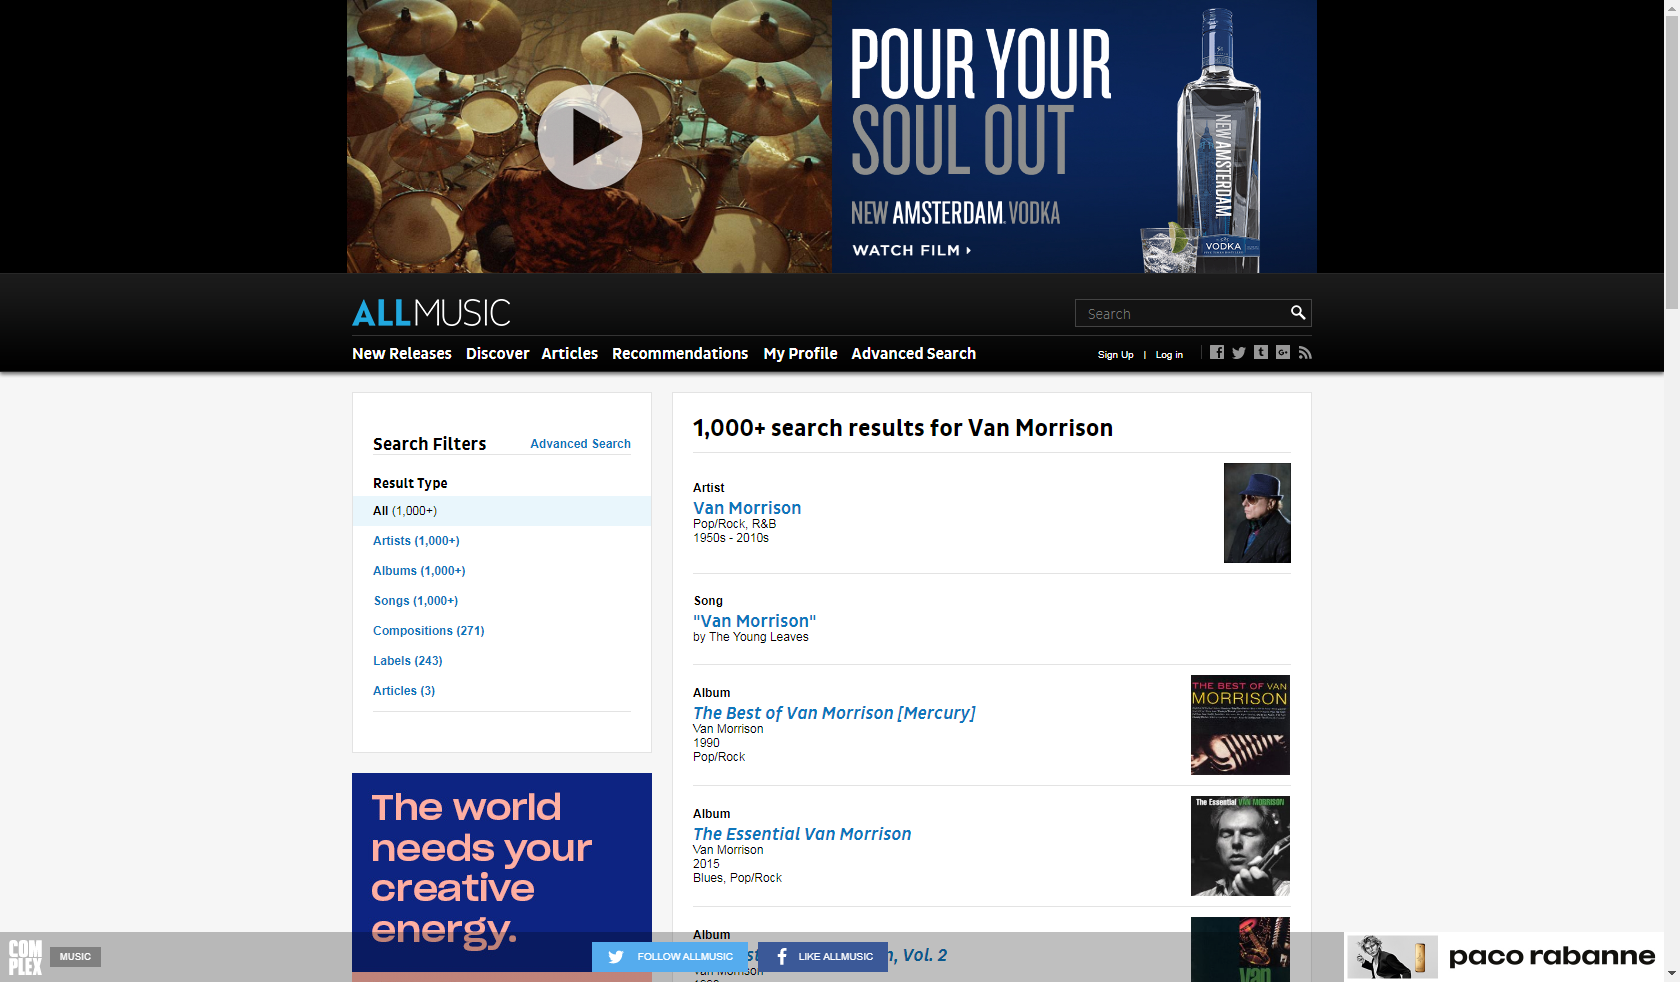 POUR YOUR
SOUL OUT
NEW AMSTERDAM VODKA
WATCH FILM
NEW AMSTERDAM
VODKA
ALLMUSIC
Search
New Releases Discover Articles Recommendations My Profile Advanced Search
Sign Up | Log in
Search Filters Advanced Search
Result Type
All (1,000+)
Artists (1,000+)
Albums (1,000+)
Songs (1,000+)
Compositions (271)
Labels (243)
Articles (3)
The world
needs your
creative
energy.
1,000+ search results for Van Morrison
Artist
Van Morrison
Pop/Rock, R&B
1950s - 2010s
Song
"Van Morrison"
by The Young Leaves
Album
The Best of Van Morrison [Mercury]
Van Morrison
1990
Pop/Rock
THE BEST OF VAN
MORRISON
Album
The Essential Van Morrison
Van Morrison
2015
Blues, Pop/Rock
The Essential VAN MORRISON
Album
n, Vol. 2
Van Morrison
van
COM
PLEX
MUSIC
FOLLOW ALLMUSIC
LIKE ALLMUSIC
paco rabanne